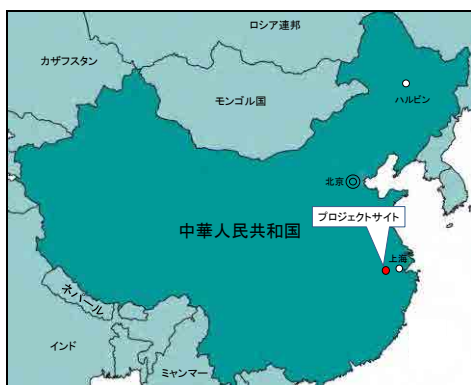 ロシア連邦
カザフスタン
モンゴル国
ハルビン
北京
プロジェクトサイト
中華人民共和国
上海
ネパール
インド
ミャンマー